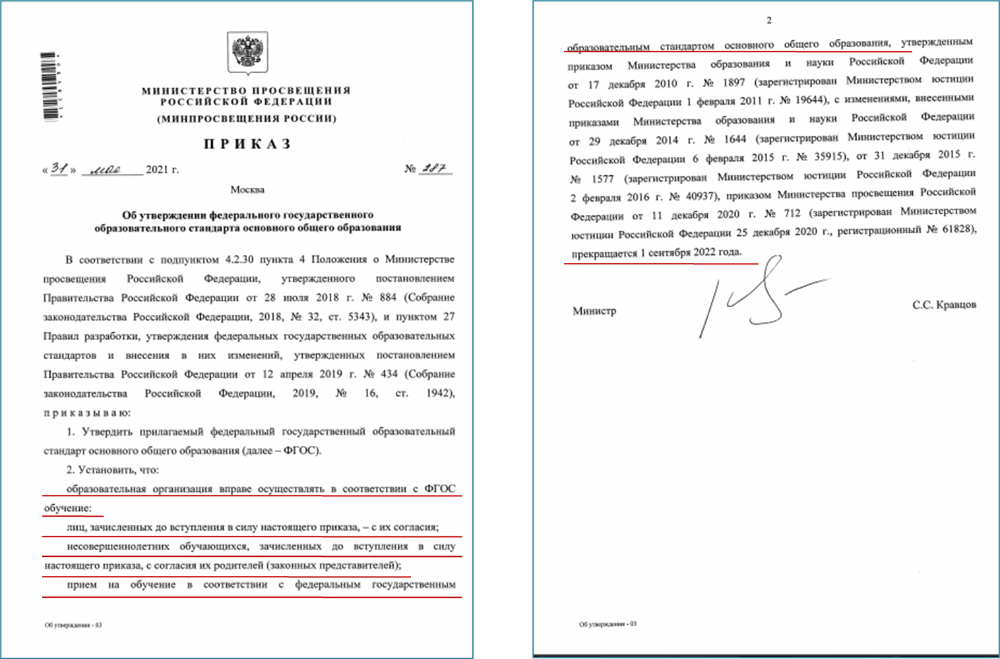 МИНИСТЕРСТВО ПРОСВЕЩЕНИЯ
РОССИЙСКОЙ ФЕДЕРАЦИИ
(МИНПРОСВЕЩЕНИЯ РОССИИ)
ПРИКАЗ
« 31 » мая 2021 г. № 287
Москва
Об утверждении федерального государственного
образовательного стандарта основного общего образования
В соответствии с подпунктом 4.2.30 пункта 4 Положения о Министерстве
просвещения Российской Федерации, утвержденного постановлением
Правительства Российской Федерации от 28 июля 2018 г. № 884 (Собрание
законодательства Российской Федерации, 2018, № 32, ст. 5343), и пунктом 27
Правил разработки, утверждения федеральных государственных образовательных
стандартов и внесения в них изменений, утвержденных постановлением
Правительства Российской Федерации от 12 апреля 2019 г. № 434 (Собрание
законодательства Российской Федерации, 2019, № 16, ст. 1942),
п р и к а з ы в а ю:
1. Утвердить прилагаемый федеральный государственный образовательный
стандарт основного общего образования (далее – ФГОС).
2. Установить, что:
образовательная организация вправе осуществлять в соответствии с ФГОС
обучение:
лиц, зачисленных до вступления в силу настоящего приказа, – с их согласия;
несовершеннолетних обучающихся, зачисленных до вступления в силу
настоящего приказа, с согласия их родителей (законных представителей);
прием на обучение в соответствии с федеральным государственным
Об утверждении - 03
2
образовательным стандартом основного общего образования, утвержденным
приказом Министерства образования и науки Российской Федерации
от 17 декабря 2010 г. № 1897 (зарегистрирован Министерством юстиции
Российской Федерации 1 февраля 2011 г. № 19644), с изменениями, внесенными
приказами Министерства образования и науки Российской Федерации
от 29 декабря 2014 г. № 1644 (зарегистрирован Министерством юстиции
Российской Федерации 6 февраля 2015 г. № 35915), от 31 декабря 2015 г.
№ 1577 (зарегистрирован Министерством юстиции Российской Федерации
2 февраля 2016 г. № 40937), приказом Министерства просвещения Российской
Федерации от 11 декабря 2020 г. № 712 (зарегистрирован Министерством
юстиции Российской Федерации 25 декабря 2020 г., регистрационный № 61828),
прекращается 1 сентября 2022 года.
Министр С.С. Кравцов
Об утверждении - 03